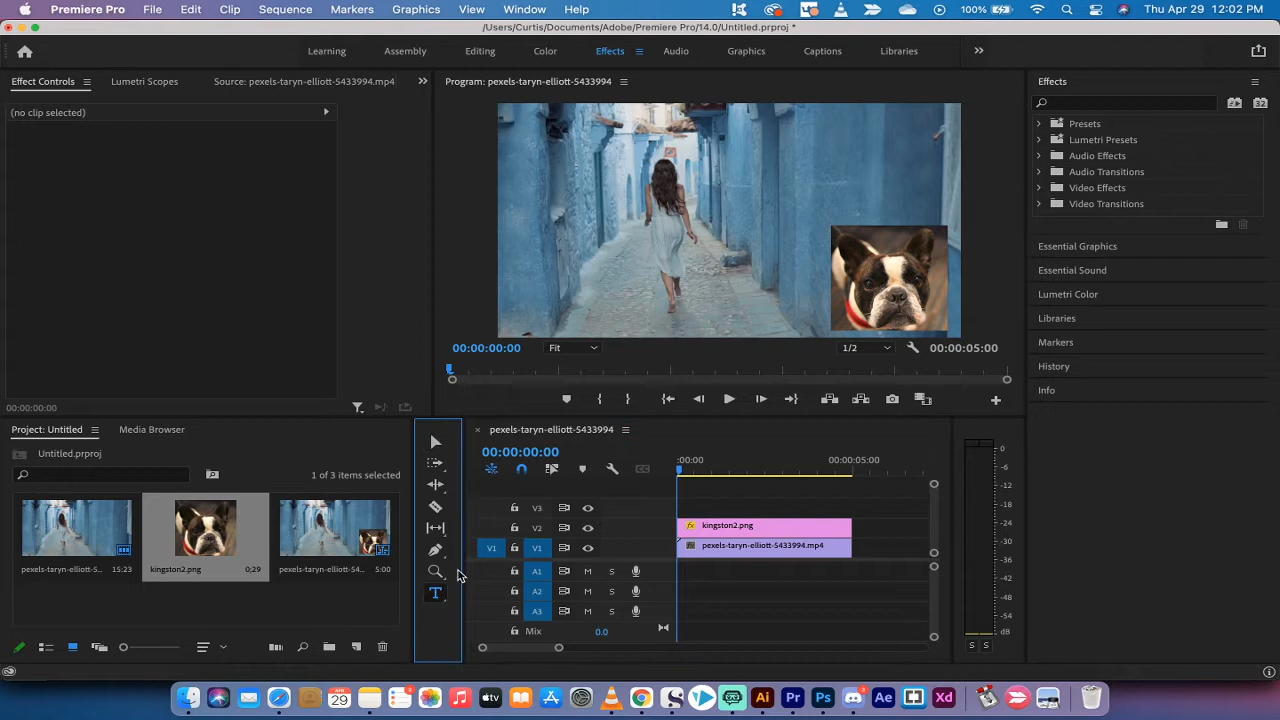 Premiere Pro File Edit Clip Sequence Markers Graphics View Window Help 100% Thu Apr 29 12:02 PM
/Users/Curtis/Documents/Adobe/Premiere Pro/14.0/Untitled.prproj *
Learning Assembly Editing Color Effects Audio Graphics Captions Libraries
Effect Controls Lumetri Scopes Source: pexels-taryn-elliott-5433994.mp4
(no clip selected)
00:00:00:00
Program: pexels-taryn-elliott-5433994
00:00:00:00 Fit 1/2 00:00:05:00
Effects
Presets
Lumetri Presets
Audio Effects
Audio Transitions
Video Effects
Video Transitions
Essential Graphics
Essential Sound
Lumetri Color
Libraries
Markers
History
Info
Project: Untitled Media Browser
Untitled.prproj
1 of 3 items selected
pexels-taryn-elliott-5... 15:23 kingston2.png 0;29 pexels-taryn-elliott-54... 5:00
T
pexels-taryn-elliott-5433994
00:00:00:00
:00:00 00:00:05:00
V3
V2 kingston2.png
V1 V1 pexels-taryn-elliott-5433994.mp4
A1 M S
A2 M S
A3 M S
Mix 0.0
0
-6
-12
-18
-24
-30
-36
-42
-48
-54
dB
S S
29
Ai Pr Ps Ae Xd